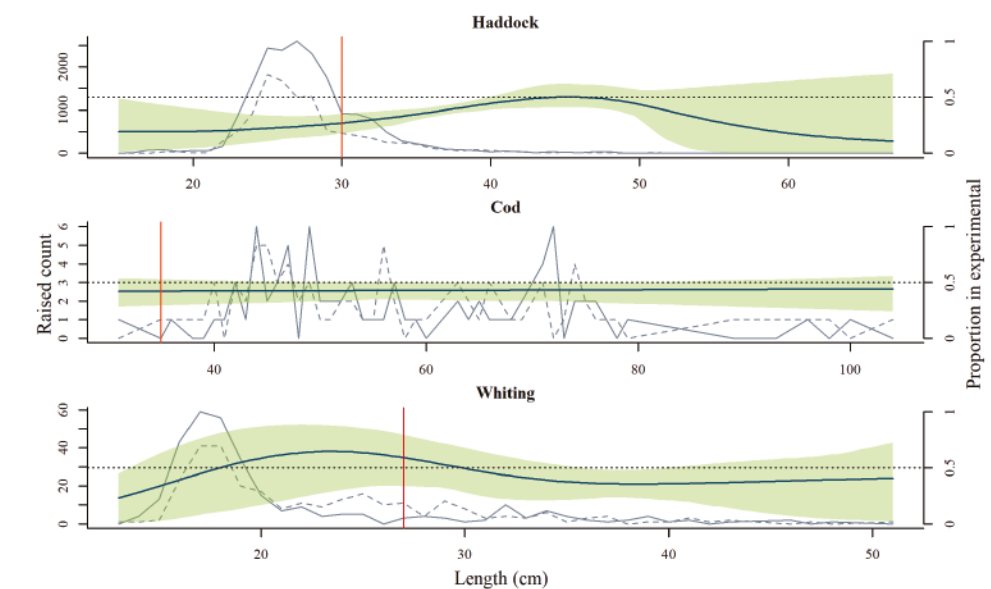 Haddock
0 1000 2000
0 0.5 1
20 30 40 50 60
Cod
0 1 2 3 4 5 6
0 0.5 1
40 60 80 100
Whiting
0 20 40 60
0 0.5 1
20 30 40 50
Length (cm)
Raised count
Proportion in experimental